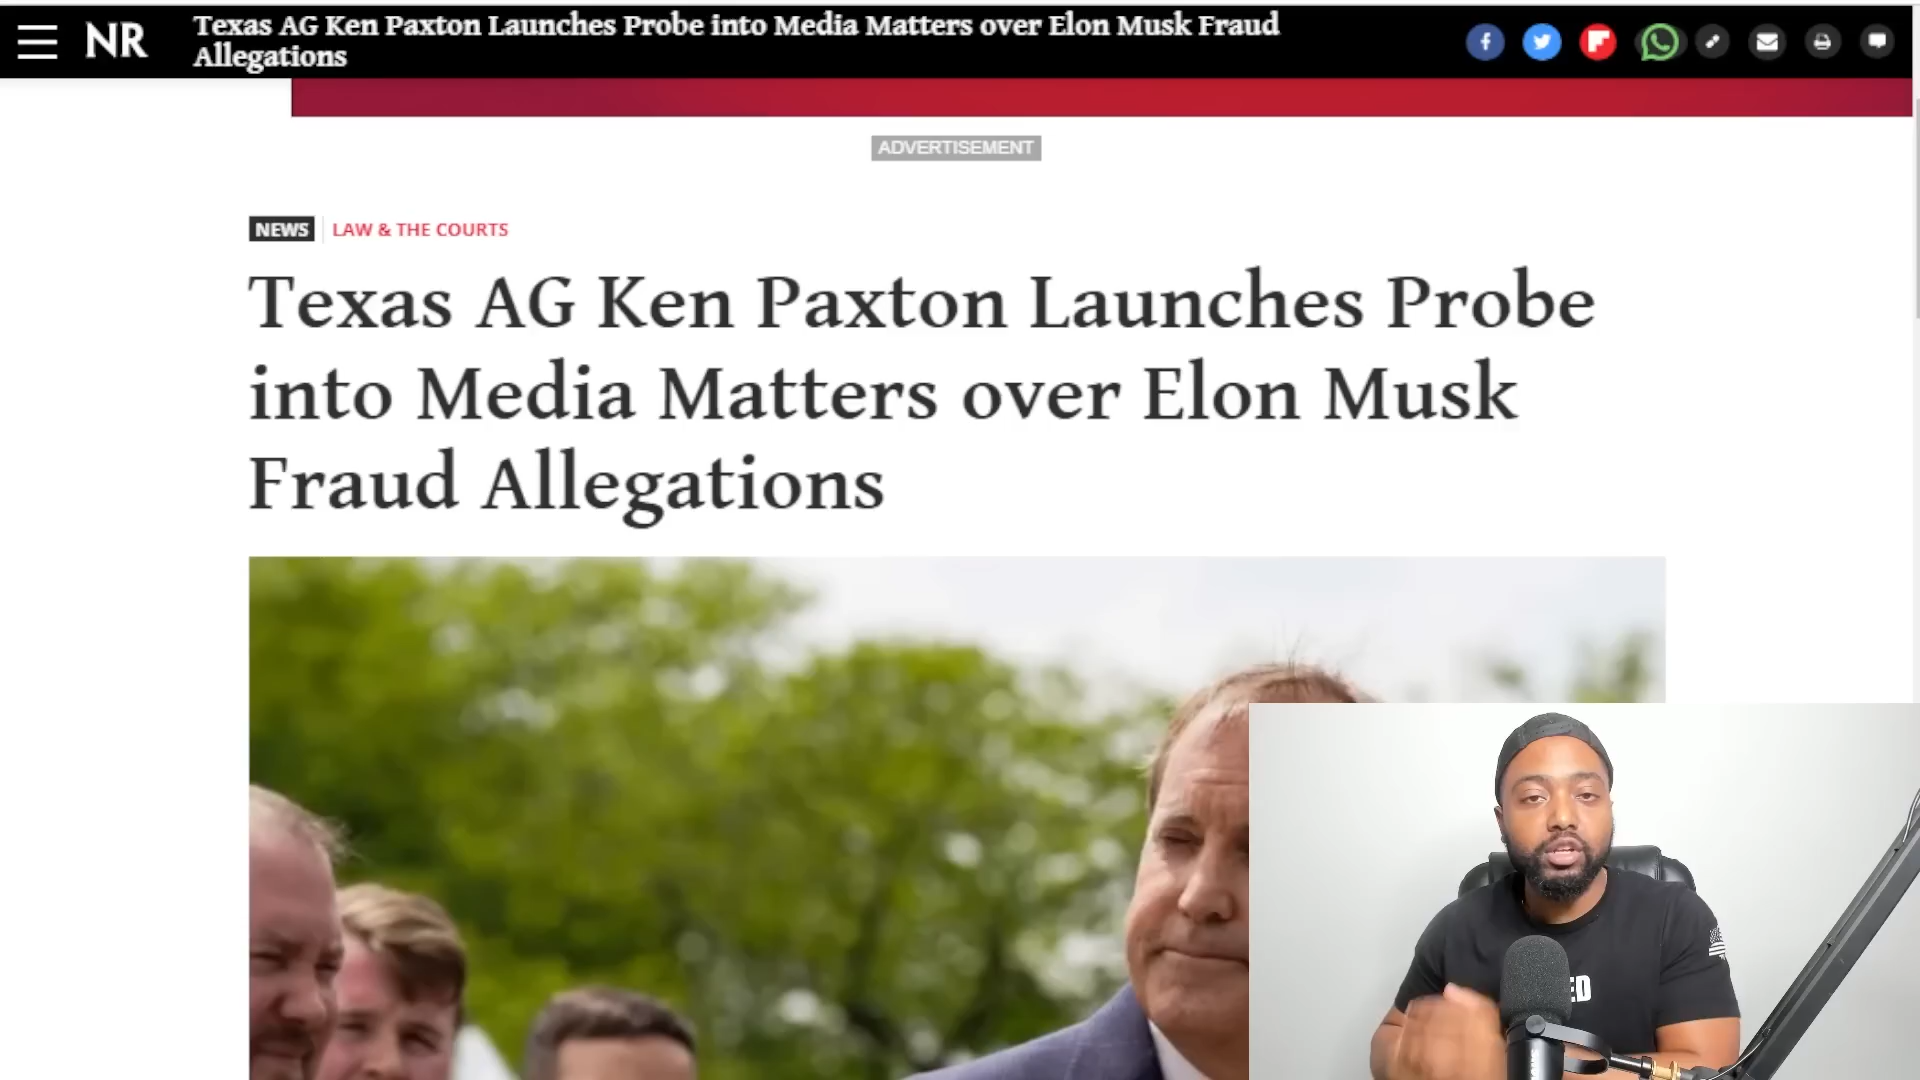 NR
Texas AG Ken Paxton Launches Probe into Media Matters over Elon Musk Fraud
Allegations
ADVERTISEMENT
NEWS
LAW & THE COURTS
Texas AG Ken Paxton Launches Probe
into Media Matters over Elon Musk
Fraud Allegations